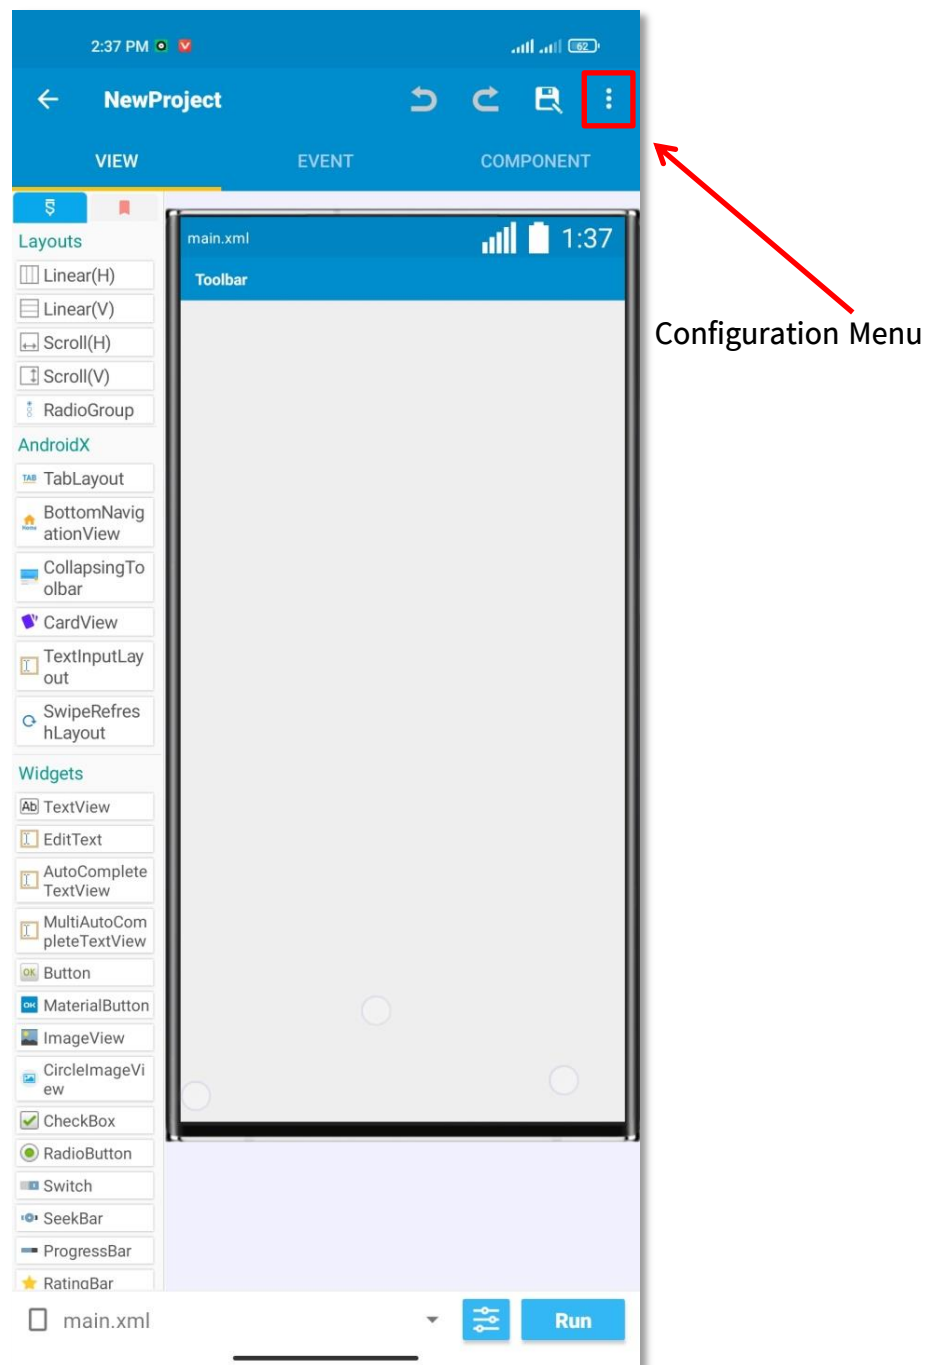 2:37 PM
62
NewProject
VIEW
EVENT
COMPONENT
Configuration Menu
Layouts
Linear(H)
Linear(V)
Scroll(H)
Scroll(V)
RadioGroup
AndroidX
TAB TabLayout
BottomNavig
ationView
CollapsingTo
olbar
CardView
TextInputLay
out
SwipeRefres
hLayout
Widgets
Ab TextView
EditText
AutoComplete
TextView
MultiAutoCom
pleteTextView
OK Button
OK MaterialButton
ImageView
CircleImageVi
ew
CheckBox
RadioButton
Switch
SeekBar
ProgressBar
RatingBar
main.xml
1:37
Toolbar
main.xml
Run